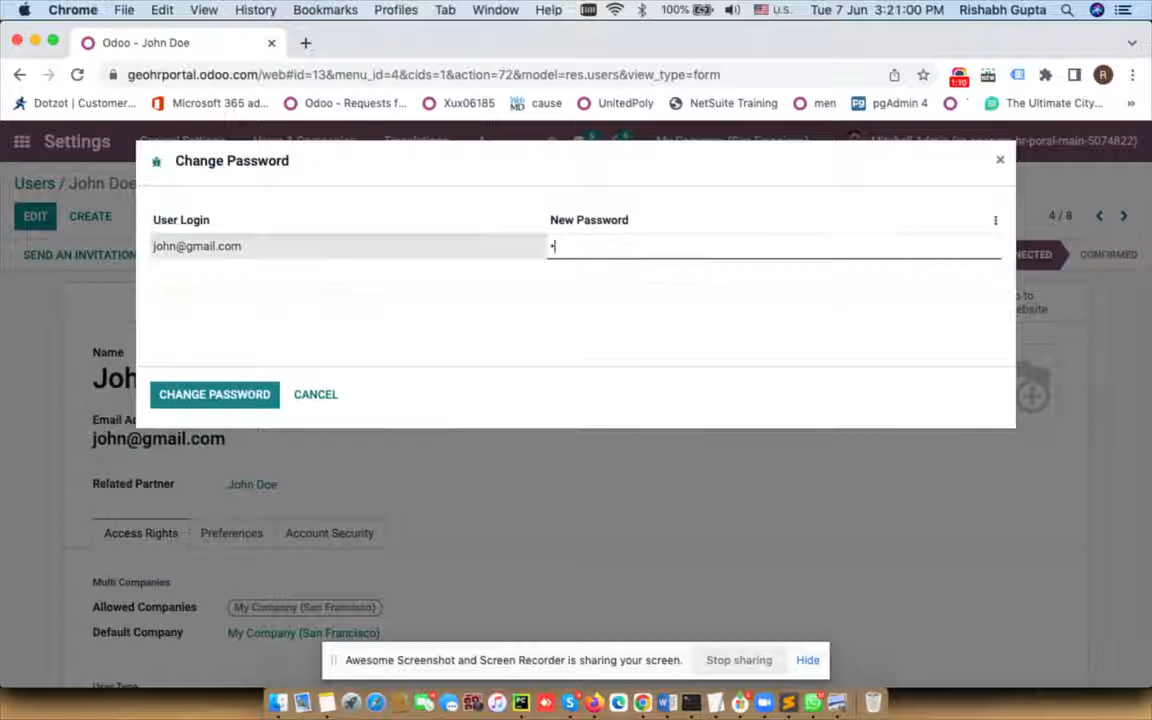 Chrome File Edit View History Bookmarks Profiles Tab Window Help 100% U.S. Tue 7 Jun 3:21:00 PM Rishabh Gupta
Odoo - John Doe
geohrportal.odoo.com/web#id=13&menu_id=4&cids=1&action=72&model=res.users&view_type=form
1:10
R
Dotzot | Customer... Microsoft 365 ad... Odoo - Requests f... Xux06185 cause UnitedPoly NetSuite Training men pgAdmin 4 The Ultimate City... »
Settings
Change Password
Users / John Doe
EDIT CREATE
4 / 8
SEND AN INVITATION
CONFIRMED
User Login New Password
john@gmail.com
CHANGE PASSWORD CANCEL
Name
Joh
Email Ad
john@gmail.com
Related Partner John Doe
Access Rights Preferences Account Security
Multi Companies
Allowed Companies My Company (San Francisco)
Default Company My Company (San Francisco)
Awesome Screenshot and Screen Recorder is sharing your screen. Stop sharing Hide